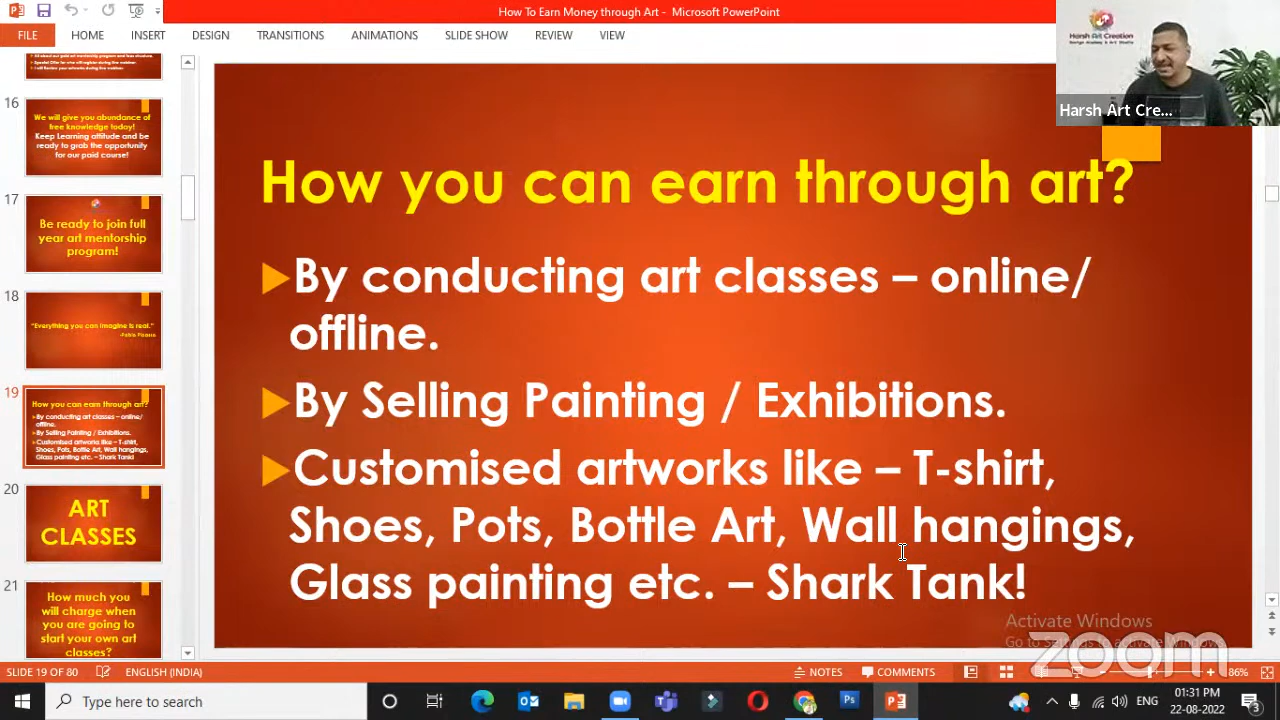 How To Earn Money through Art - Microsoft PowerPoint
FILE HOME INSERT DESIGN TRANSITIONS ANIMATIONS SLIDE SHOW REVIEW VIEW
Harsh Art Creation
Harsh Art Cre...
16
We will give you abundance of
free knowledge today!
Keep Learning attitude and be
ready to grab the opportunity
for our paid course!
17
Be ready to join full
year art mentorship
program!
18
"Everything you can imagine is real."
19
How you can earn through art?
By conducting art classes – online/
offline.
By Selling Painting / Exhibitions.
Customised artworks like – T-shirt,
Shoes, Pots, Bottle Art, Wall hangings,
Glass painting etc. – Shark Tank!
20
ART
CLASSES
21
How much you
will charge when
you are going to
start your own art
classes?
How you can earn through art?
By conducting art classes – online/
offline.
By Selling Painting / Exhibitions.
Customised artworks like – T-shirt,
Shoes, Pots, Bottle Art, Wall hangings,
Glass painting etc. – Shark Tank!
Activate Windows
zoom
SLIDE 19 OF 80 ENGLISH (INDIA) NOTES COMMENTS 86%
Type here to search
ENG
01:31 PM
22-08-2022
3